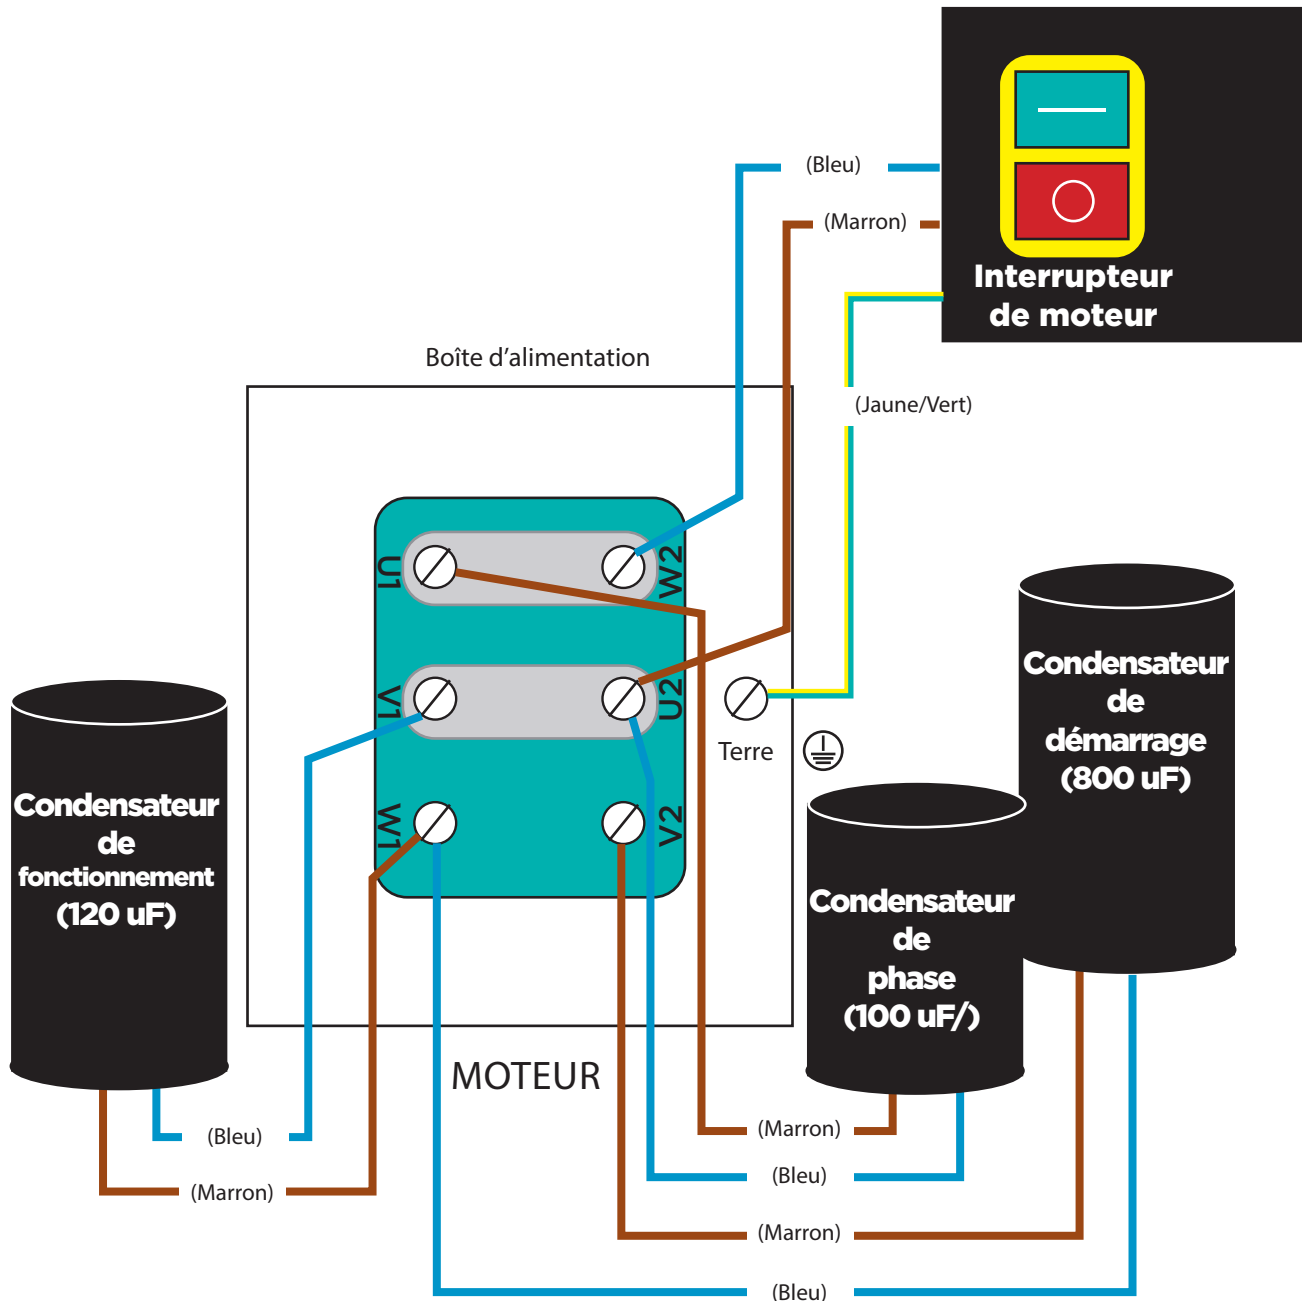 (Bleu)
(Marron)
Interrupteur
de moteur
Boîte d’alimentation
(Jaune/Vert)
U1
W2
V1
U2
W1
V2
Terre
Condensateur
de
démarrage
(800 uF)
Condensateur
de
fonctionnement
(120 uF)
Condensateur
de
phase
(100 uF/)
MOTEUR
(Bleu)
(Marron)
(Marron)
(Bleu)
(Marron)
(Bleu)